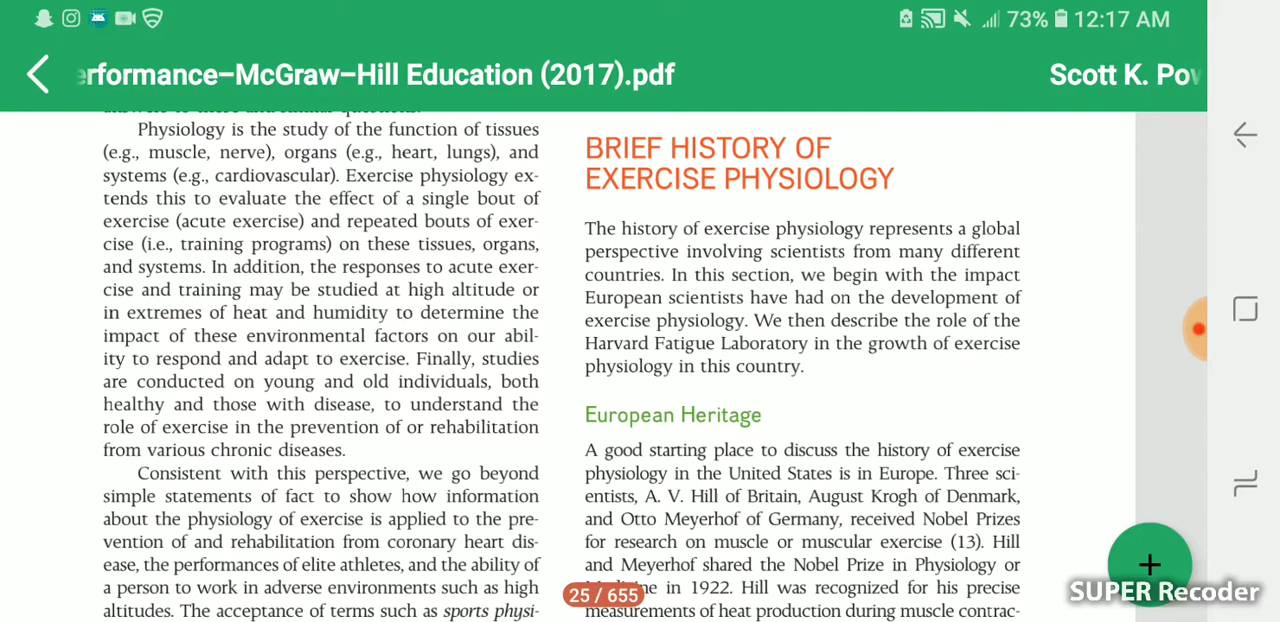 73% 12:17 AM
erformance-McGraw-Hill Education (2017).pdf
Scott K. Pow
Physiology is the study of the function of tissues
(e.g., muscle, nerve), organs (e.g., heart, lungs), and
systems (e.g., cardiovascular). Exercise physiology ex-
tends this to evaluate the effect of a single bout of
exercise (acute exercise) and repeated bouts of exer-
cise (i.e., training programs) on these tissues, organs,
and systems. In addition, the responses to acute exer-
cise and training may be studied at high altitude or
in extremes of heat and humidity to determine the
impact of these environmental factors on our abil-
ity to respond and adapt to exercise. Finally, studies
are conducted on young and old individuals, both
healthy and those with disease, to understand the
role of exercise in the prevention of or rehabilitation
from various chronic diseases.
Consistent with this perspective, we go beyond
simple statements of fact to show how information
about the physiology of exercise is applied to the pre-
vention of and rehabilitation from coronary heart dis-
ease, the performances of elite athletes, and the ability of
a person to work in adverse environments such as high
altitudes. The acceptance of terms such as sports physi-
BRIEF HISTORY OF
EXERCISE PHYSIOLOGY
The history of exercise physiology represents a global
perspective involving scientists from many different
countries. In this section, we begin with the impact
European scientists have had on the development of
exercise physiology. We then describe the role of the
Harvard Fatigue Laboratory in the growth of exercise
physiology in this country.
European Heritage
A good starting place to discuss the history of exercise
physiology in the United States is in Europe. Three sci-
entists, A. V. Hill of Britain, August Krogh of Denmark,
and Otto Meyerhof of Germany, received Nobel Prizes
for research on muscle or muscular exercise (13). Hill
and Meyerhof shared the Nobel Prize in Physiology or
in 1922. Hill was recognized for his precise
measurements of heat production during muscle contrac-
25 / 655
+
SUPER Recoder